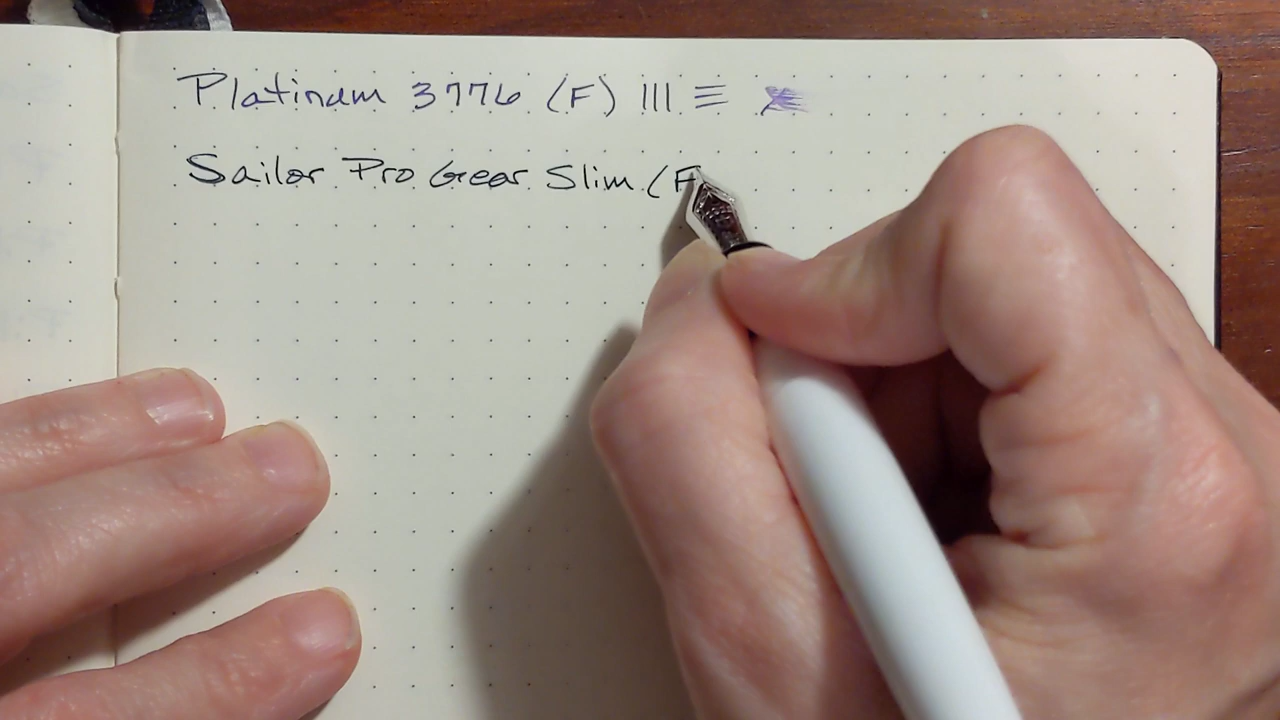 Platinum 3776 (F) ||| ≡
Sailor Pro Gear Slim (F